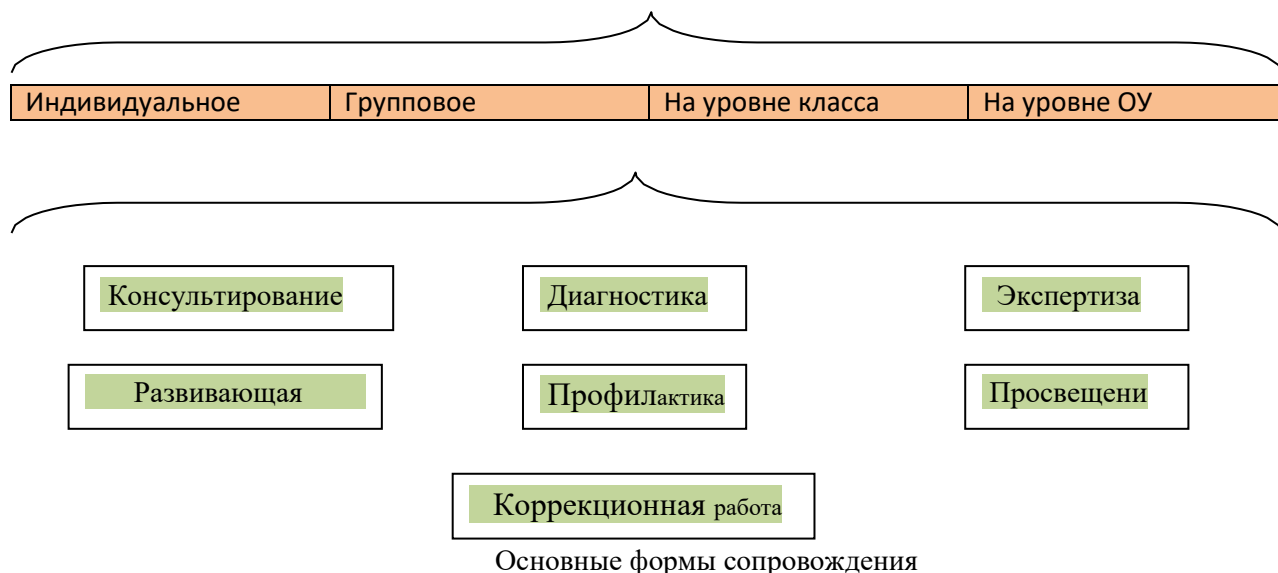 Индивидуальное Групповое На уровне класса На уровне ОУ
Консультирование Диагностика Экспертиза
Развивающая Профилактика Просвещени
Коррекционная работа
Основные формы сопровождения